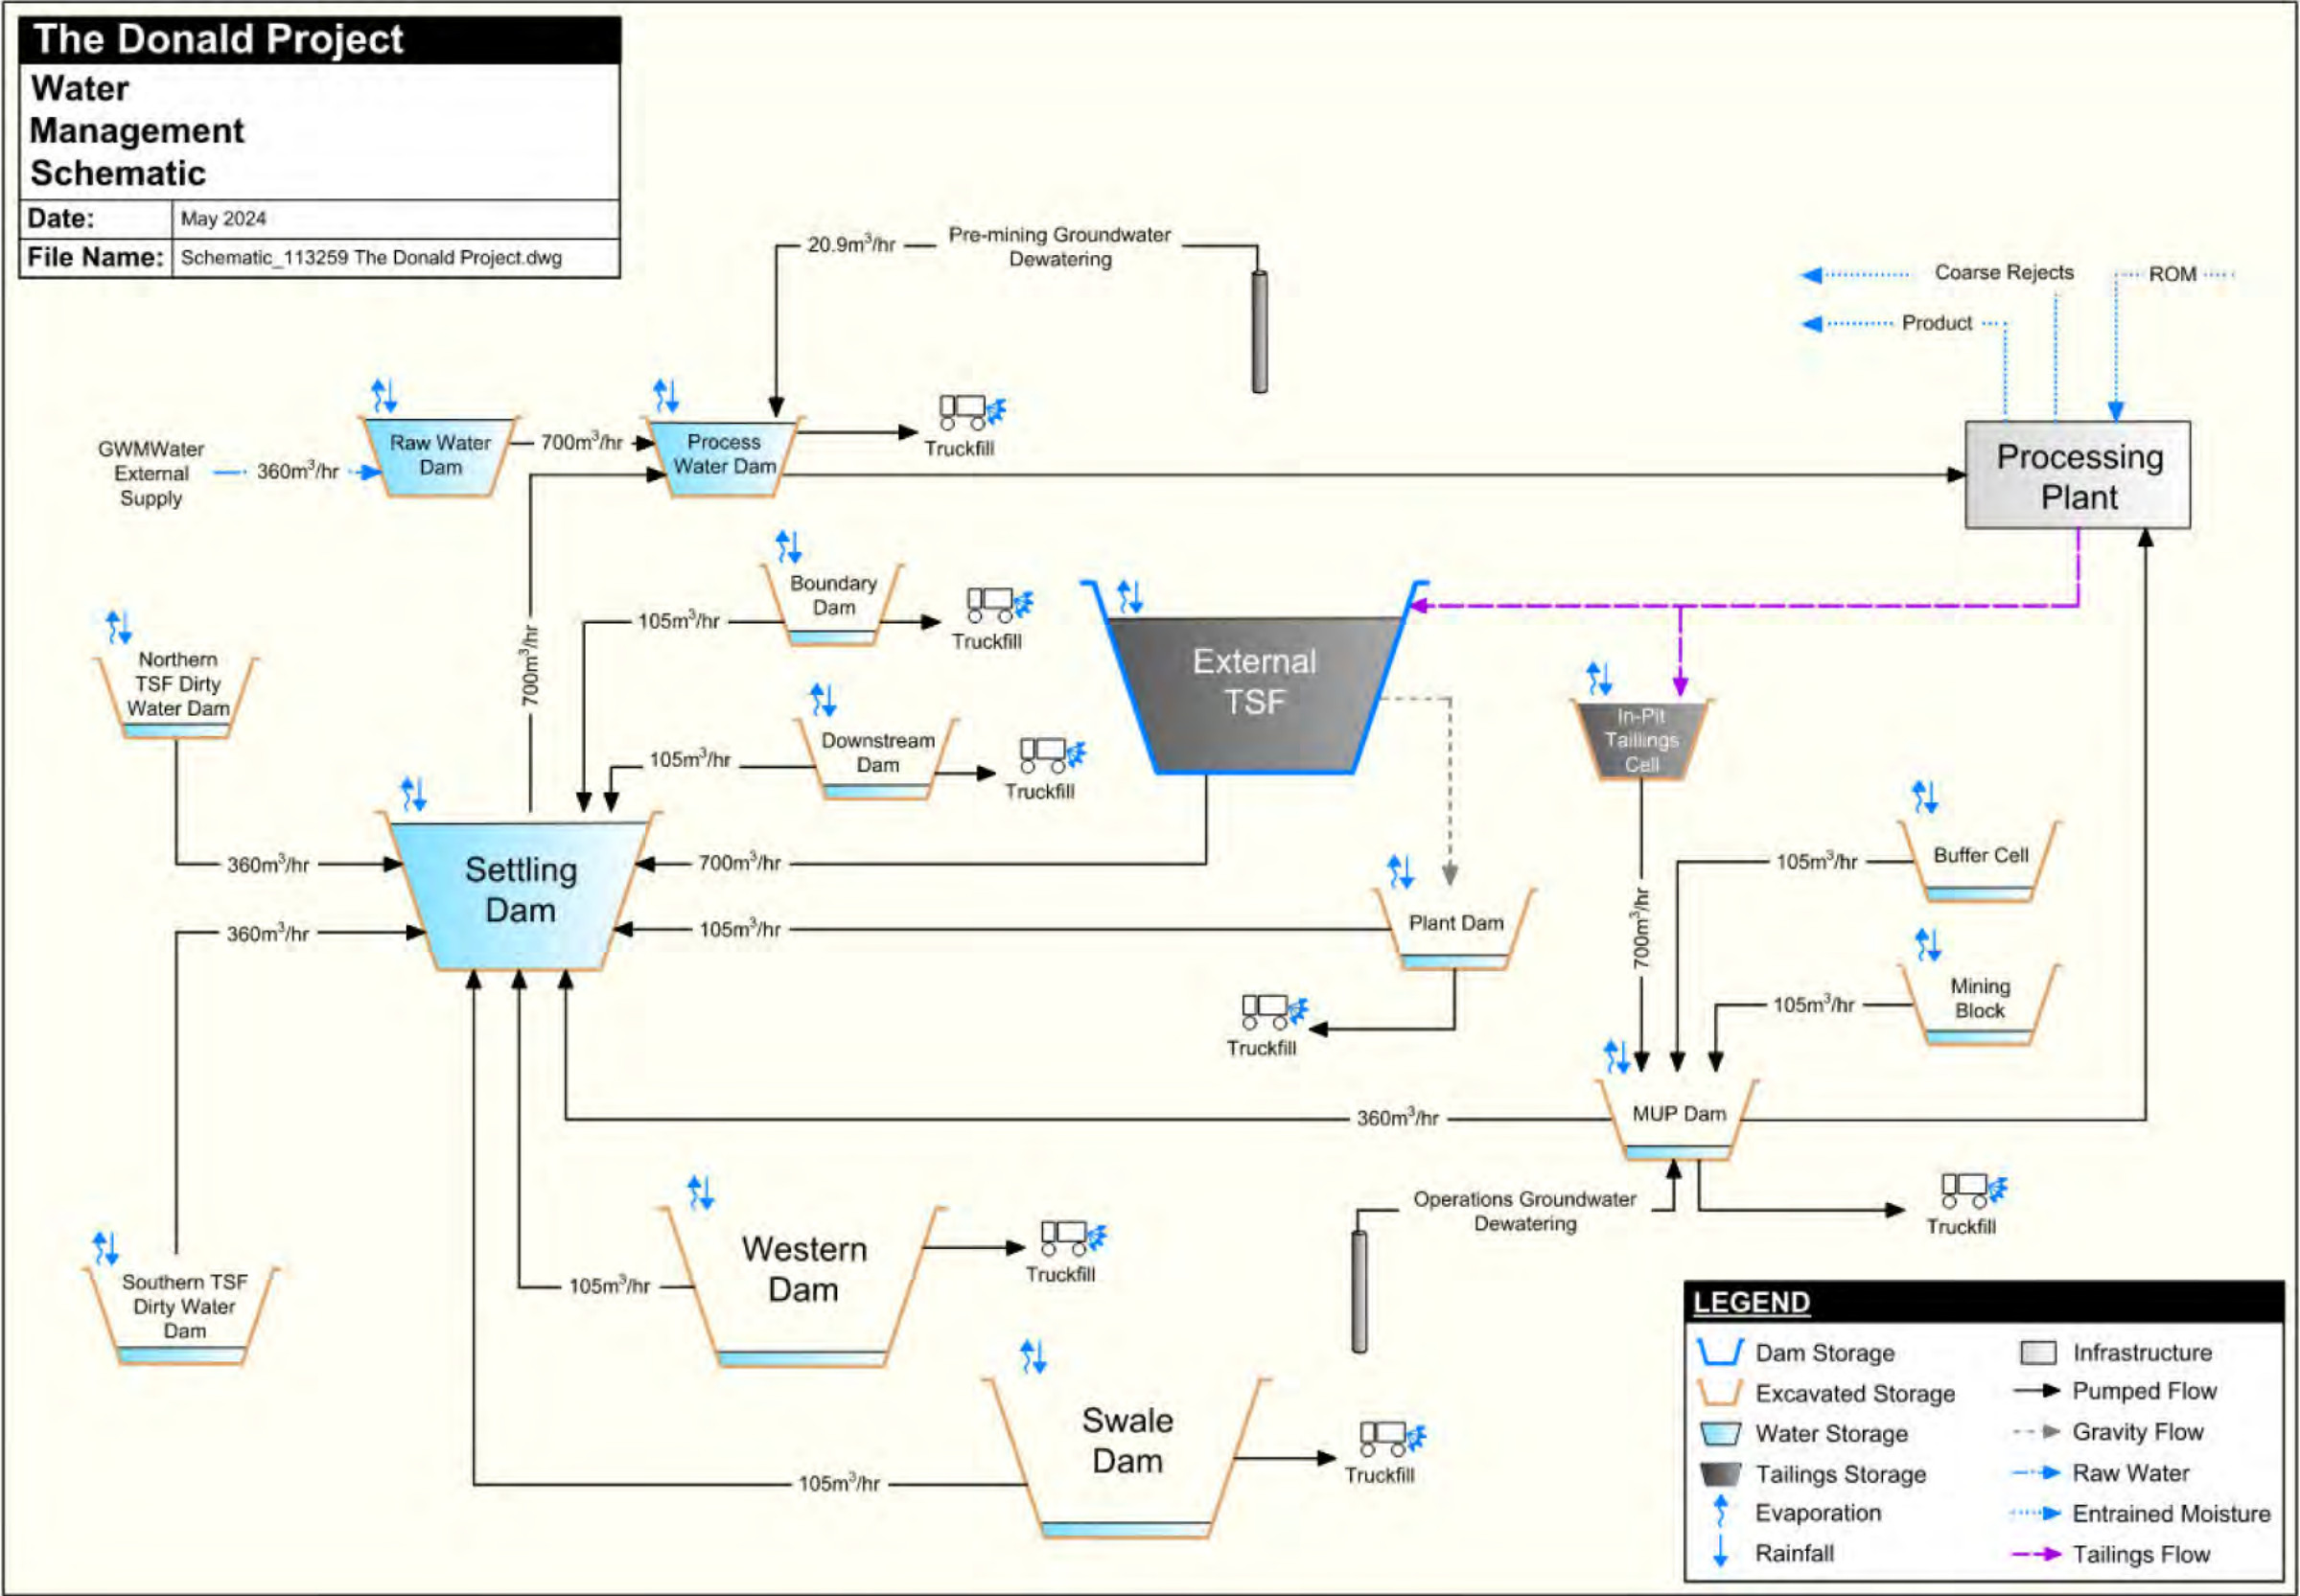 The Donald Project
Water
Management
Schematic
Date: May 2024
File Name: Schematic_113259 The Donald Project.dwg
20.9m³/hr
Pre-mining Groundwater
Dewatering
Coarse Rejects
ROM
Product
GWMWater
External
Supply
360m³/hr
Raw Water
Dam
700m³/hr
Process
Water Dam
Truckfill
Processing
Plant
Boundary
Dam
105m³/hr
Truckfill
700m³/hr
Northern
TSF Dirty
Water Dam
External
TSF
Downstream
Dam
105m³/hr
Truckfill
In-Pit
Taillings
Cell
Settling
Dam
360m³/hr
700m³/hr
360m³/hr
105m³/hr
Plant Dam
Truckfill
700m³/hr
105m³/hr
Buffer Cell
105m³/hr
Mining
Block
360m³/hr
MUP Dam
Operations Groundwater
Dewatering
Truckfill
Western
Dam
105m³/hr
Truckfill
Southern TSF
Dirty Water
Dam
Swale
Dam
105m³/hr
Truckfill
LEGEND
Dam Storage
Excavated Storage
Water Storage
Tailings Storage
Evaporation
Rainfall
Infrastructure
Pumped Flow
Gravity Flow
Raw Water
Entrained Moisture
Tailings Flow